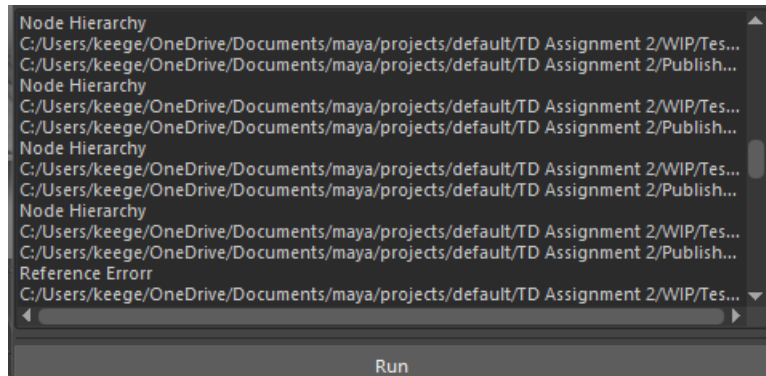 Node Hierarchy
C:/Users/keege/OneDrive/Documents/maya/projects/default/TD Assignment 2/WIP/Tes...
C:/Users/keege/OneDrive/Documents/maya/projects/default/TD Assignment 2/Publish...
Node Hierarchy
C:/Users/keege/OneDrive/Documents/maya/projects/default/TD Assignment 2/WIP/Tes...
C:/Users/keege/OneDrive/Documents/maya/projects/default/TD Assignment 2/Publish...
Node Hierarchy
C:/Users/keege/OneDrive/Documents/maya/projects/default/TD Assignment 2/WIP/Tes...
C:/Users/keege/OneDrive/Documents/maya/projects/default/TD Assignment 2/Publish...
Node Hierarchy
C:/Users/keege/OneDrive/Documents/maya/projects/default/TD Assignment 2/WIP/Tes...
C:/Users/keege/OneDrive/Documents/maya/projects/default/TD Assignment 2/Publish...
Reference Errorr
C:/Users/keege/OneDrive/Documents/maya/projects/default/TD Assignment 2/WIP/Tes...
Run